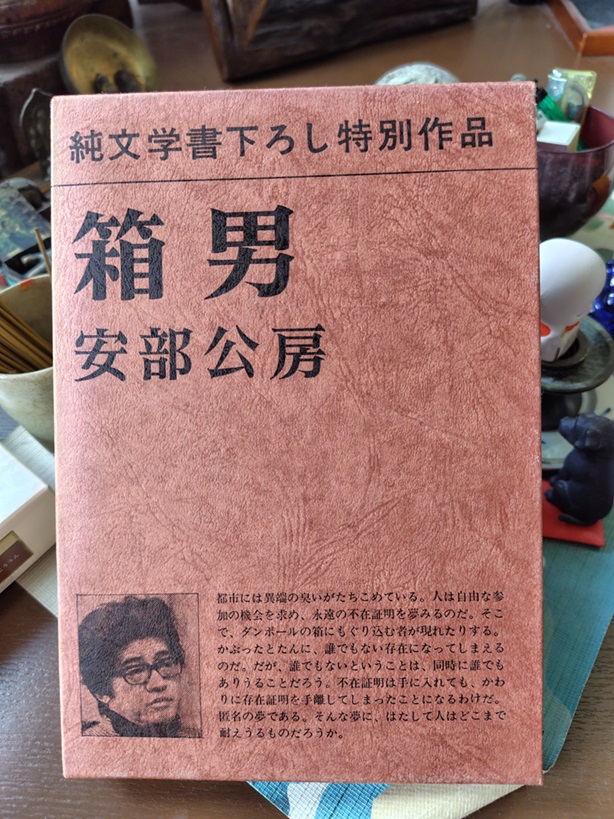 純文学書下ろし特別作品
箱男
安部公房
都市には異端の臭いがたちこめている。人は自由な参
加の機会を求め、永遠の不在証明を夢みるのだ。そこ
で、ダンボールの箱にもぐり込む者が現れたりする。
かぶったとたんに、誰でもない存在になってしまえる
のだ。だが、誰でもないということは、同時に誰でも
ありうることだろう。不在証明は手に入れても、かわ
りに存在証明を手離してしまったことになるわけだ。
匿名の夢である。そんな夢に、はたして人はどこまで
耐えうるものだろうか。